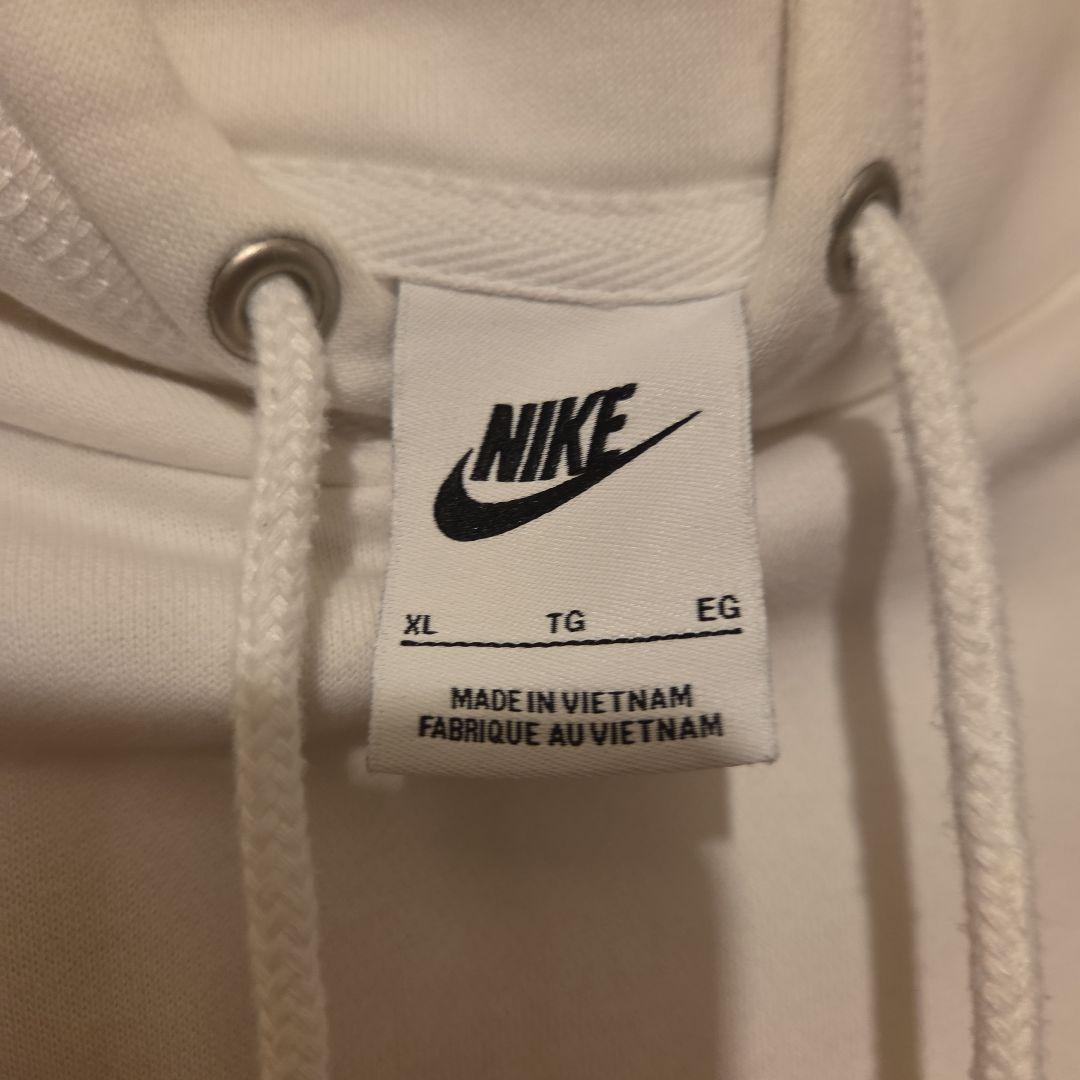 NIKE
XL TG EG
MADE IN VIETNAM
FABRIQUE AU VIETNAM